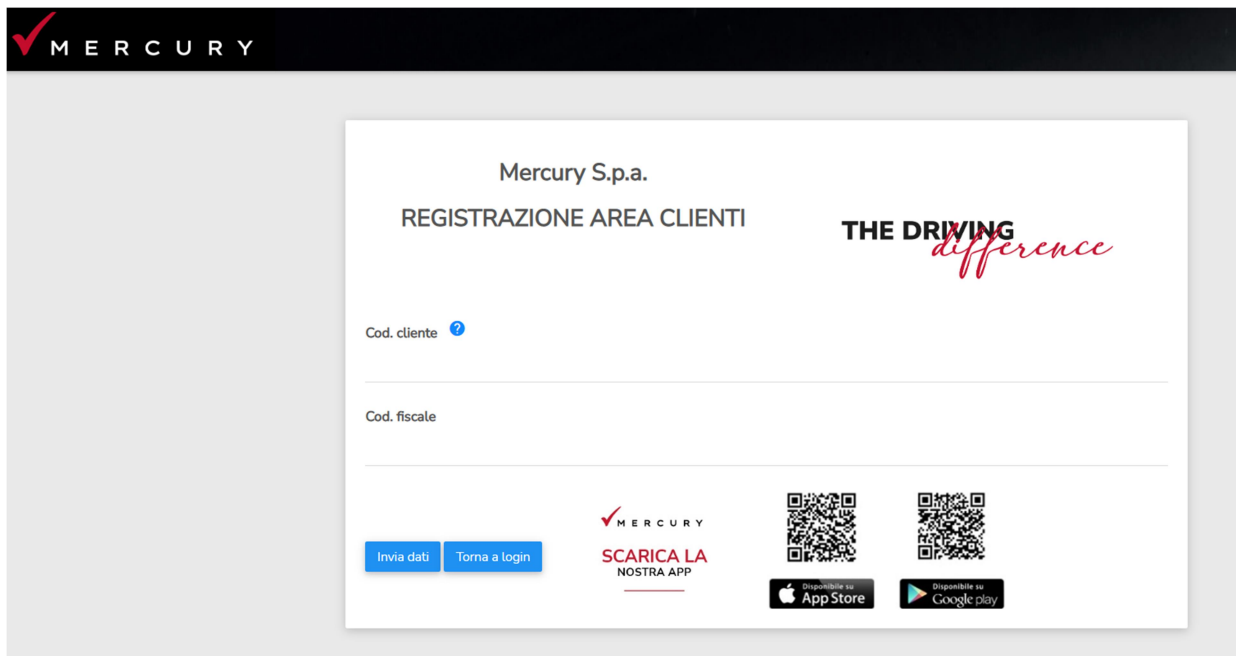 MERCURY
Mercury S.p.a.
REGISTRAZIONE AREA CLIENTI
THE DRIVING
difference
Cod. cliente ?
Cod. fiscale
Invia dati
Torna a login
MERCURY
SCARICA LA
NOSTRA APP
Disponibile su
App Store
Disponibile su
Google play